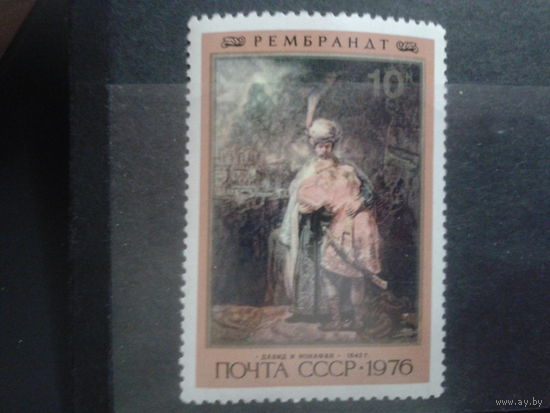 РЕМБРАНДТ
10к
• ДАВИД И ИОНАФАН • 1642 Г.
ПОЧТА СССР•1976
www.ay.by